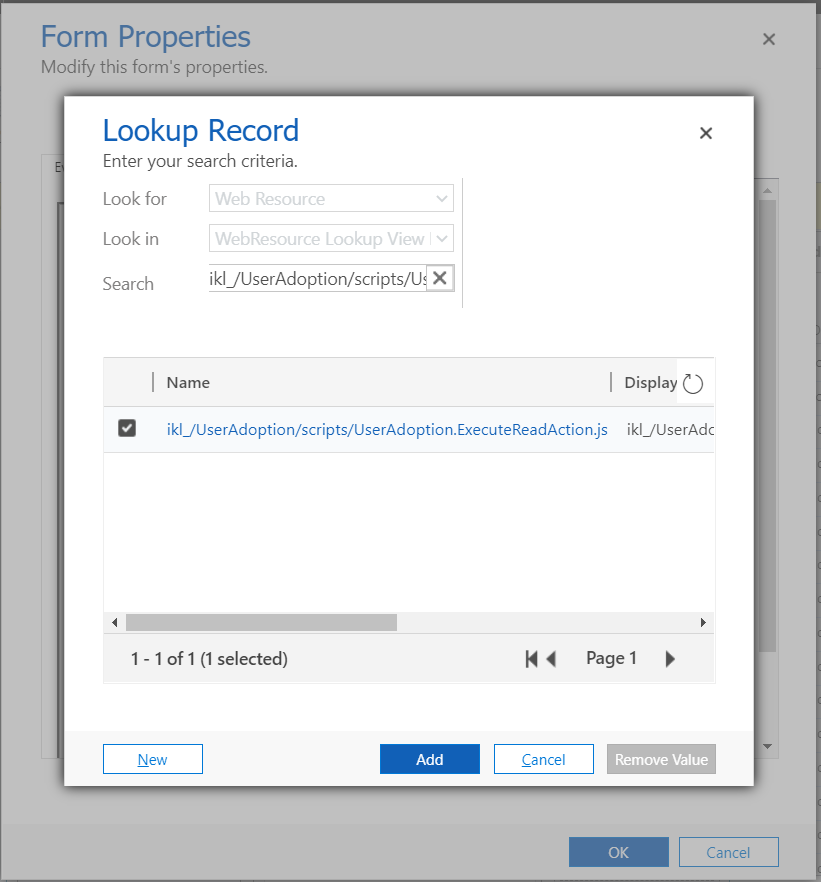 Form Properties
Modify this form's properties.
Lookup Record
Enter your search criteria.
Look for
Web Resource
Look in
WebResource Lookup View
Search
ikl_/UserAdoption/scripts/Us
Name
Display
ikl_/UserAdoption/scripts/UserAdoption.ExecuteReadAction.js
ikl_/UserAdo
1 - 1 of 1 (1 selected)
Page 1
New
Add
Cancel
Remove Value
OK
Cancel